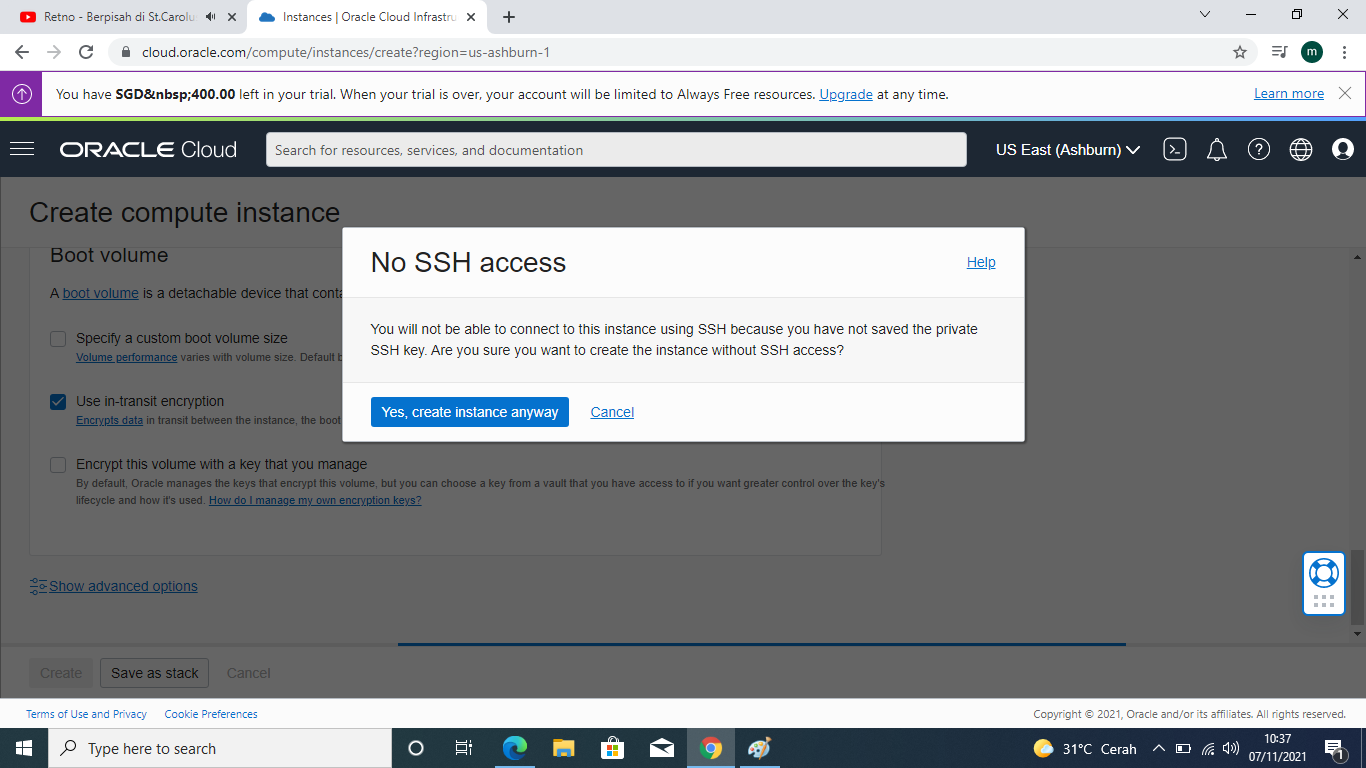 Retno - Berpisah di St.Carolu
Instances | Oracle Cloud Infrastru
cloud.oracle.com/compute/instances/create?region=us-ashburn-1
m
You have SGD&nbsp;400.00 left in your trial. When your trial is over, your account will be limited to Always Free resources. Upgrade at any time.
Learn more
ORACLE Cloud
Search for resources, services, and documentation
US East (Ashburn)
Create compute instance
Boot volume
A boot volume is a detachable device that conta
Specify a custom boot volume size
Volume performance varies with volume size. Default b
Use in-transit encryption
Encrypts data in transit between the instance, the boot
Encrypt this volume with a key that you manage
By default, Oracle manages the keys that encrypt this volume, but you can choose a key from a vault that you have access to if you want greater control over the key's
lifecycle and how it's used. How do I manage my own encryption keys?
Show advanced options
No SSH access
Help
You will not be able to connect to this instance using SSH because you have not saved the private
SSH key. Are you sure you want to create the instance without SSH access?
Yes, create instance anyway
Cancel
Create
Save as stack
Cancel
Terms of Use and Privacy
Cookie Preferences
Copyright © 2021, Oracle and/or its affiliates. All rights reserved.
Type here to search
31°C Cerah
10:37
07/11/2021
1